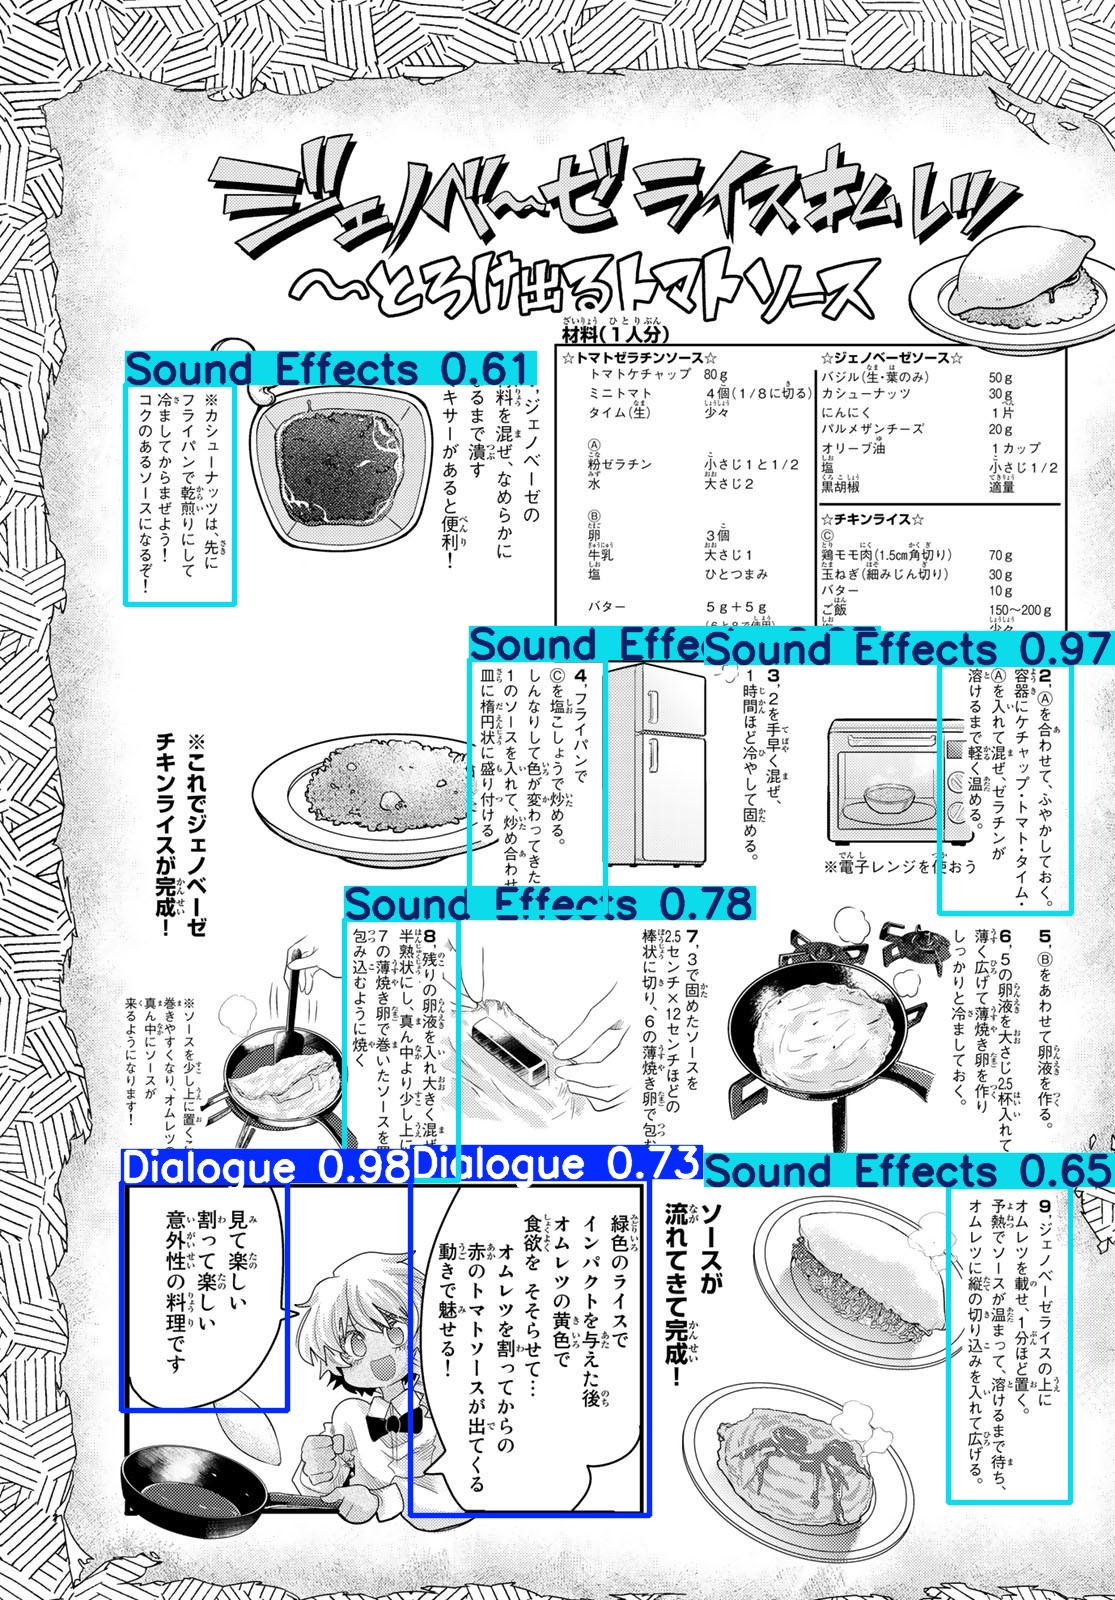 ジェノベ〜ゼライスオムレツ
〜とろけ出るトマトソース
材料(1人分)
☆トマトゼラチンソース☆
トマトケチャップ 80g
ミニトマト 4個(1/8に切る)
タイム(生) 少々
Ⓐ
粉ゼラチン 小さじ1と1/2
水 大さじ2
Ⓑ
卵 3個
牛乳 大さじ1
塩 ひとつまみ
バター 5g+5g
(6と8で使用)
☆ジェノベーゼソース☆
バジル(生・葉のみ) 50g
カシューナッツ 30g
にんにく 1片
パルメザンチーズ 20g
オリーブ油 1カップ
塩 小さじ1/2
黒胡椒 適量
☆チキンライス☆
Ⓒ
鶏モモ肉(1.5cm角切り) 70g
玉ねぎ(細みじん切り) 30g
バター 10g
ご飯 150〜200g
少々
Sound Effects 0.61
ジェノベーゼの
料を混ぜ、なめらかに
るまで潰す
キサーがあると便利!
※カシューナッツは、先に
フライパンで乾煎りにして
冷ましてからまぜよう!
コクのあるソースになるぞ!
Sound Effects 0.97
2,Ⓐを合わせて、ふやかしておく。
容器にケチャップ・トマト・タイム・
Ⓐを入れて混ぜ、ゼラチンが
溶けるまで軽く温める。
※電子レンジを使おう
3,2を手早く混ぜ、
1時間ほど冷やして固める。
Sound Effe
4,フライパンで
Ⓒを塩こしょうで炒める。
しんなりして色が変わってきた
1のソースを入れて、炒め合わせ
皿に楕円状に盛り付ける
※これでジェノベーゼ
チキンライスが完成!
5,Ⓑをあわせて卵液を作る。
6,5の卵液を大さじ2.5杯入れて
薄く広げて薄焼き卵を作り
しっかりと冷ましておく。
7,3で固めたソースを
2.5センチ×12センチほどの
棒状に切り、6の薄焼き卵で包む
Sound Effects 0.78
8,残りの卵液を入れ大きく混ぜ
半熟状にし、真ん中より少し上に
7の薄焼き卵で巻いたソースを置
包み込むように焼く
※ソースを少し上に置くこ
巻きやすくなり、オムレツの
真ん中にソースが
来るようになります!
Sound Effects 0.65
9,ジェノベーゼライスの上に
オムレツを載せ、1分ほど置く。
予熱でソースが温まって、溶けるまで待ち、
オムレツに縦の切り込みを入れて広げる。
ソースが
流れてきて完成!
Dialogue 0.73
緑色のライスで
インパクトを与えた後
オムレツの黄色で
食欲を そそらせて…
オムレツを割ってからの
赤のトマトソースが出てくる
動きで魅せる!
Dialogue 0.98
見て楽しい
割って楽しい
意外性の料理です